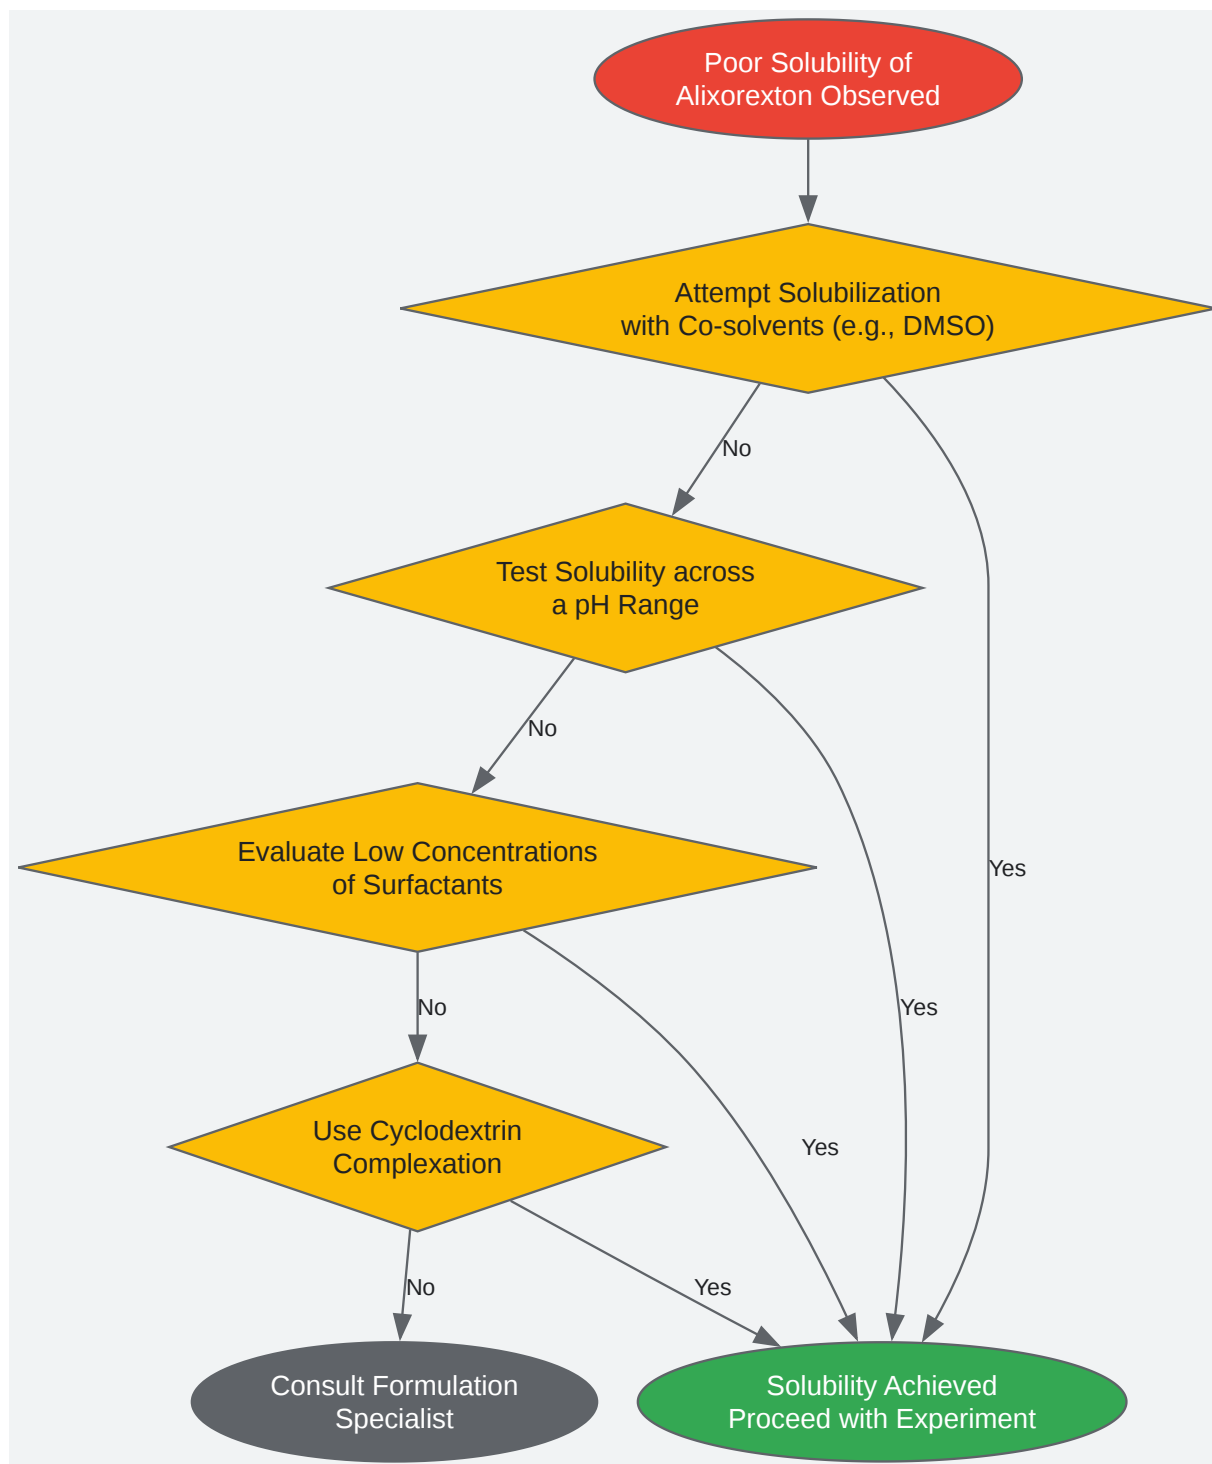 Poor Solubility of
Alixorexton Observed
Attempt Solubilization
with Co-solvents (e.g., DMSO)
No
Test Solubility across
a pH Range
No
Evaluate Low Concentrations
of Surfactants
Yes
No
Yes
Use Cyclodextrin
Complexation
Yes
No
Yes
Consult Formulation
Specialist
Solubility Achieved
Proceed with Experiment